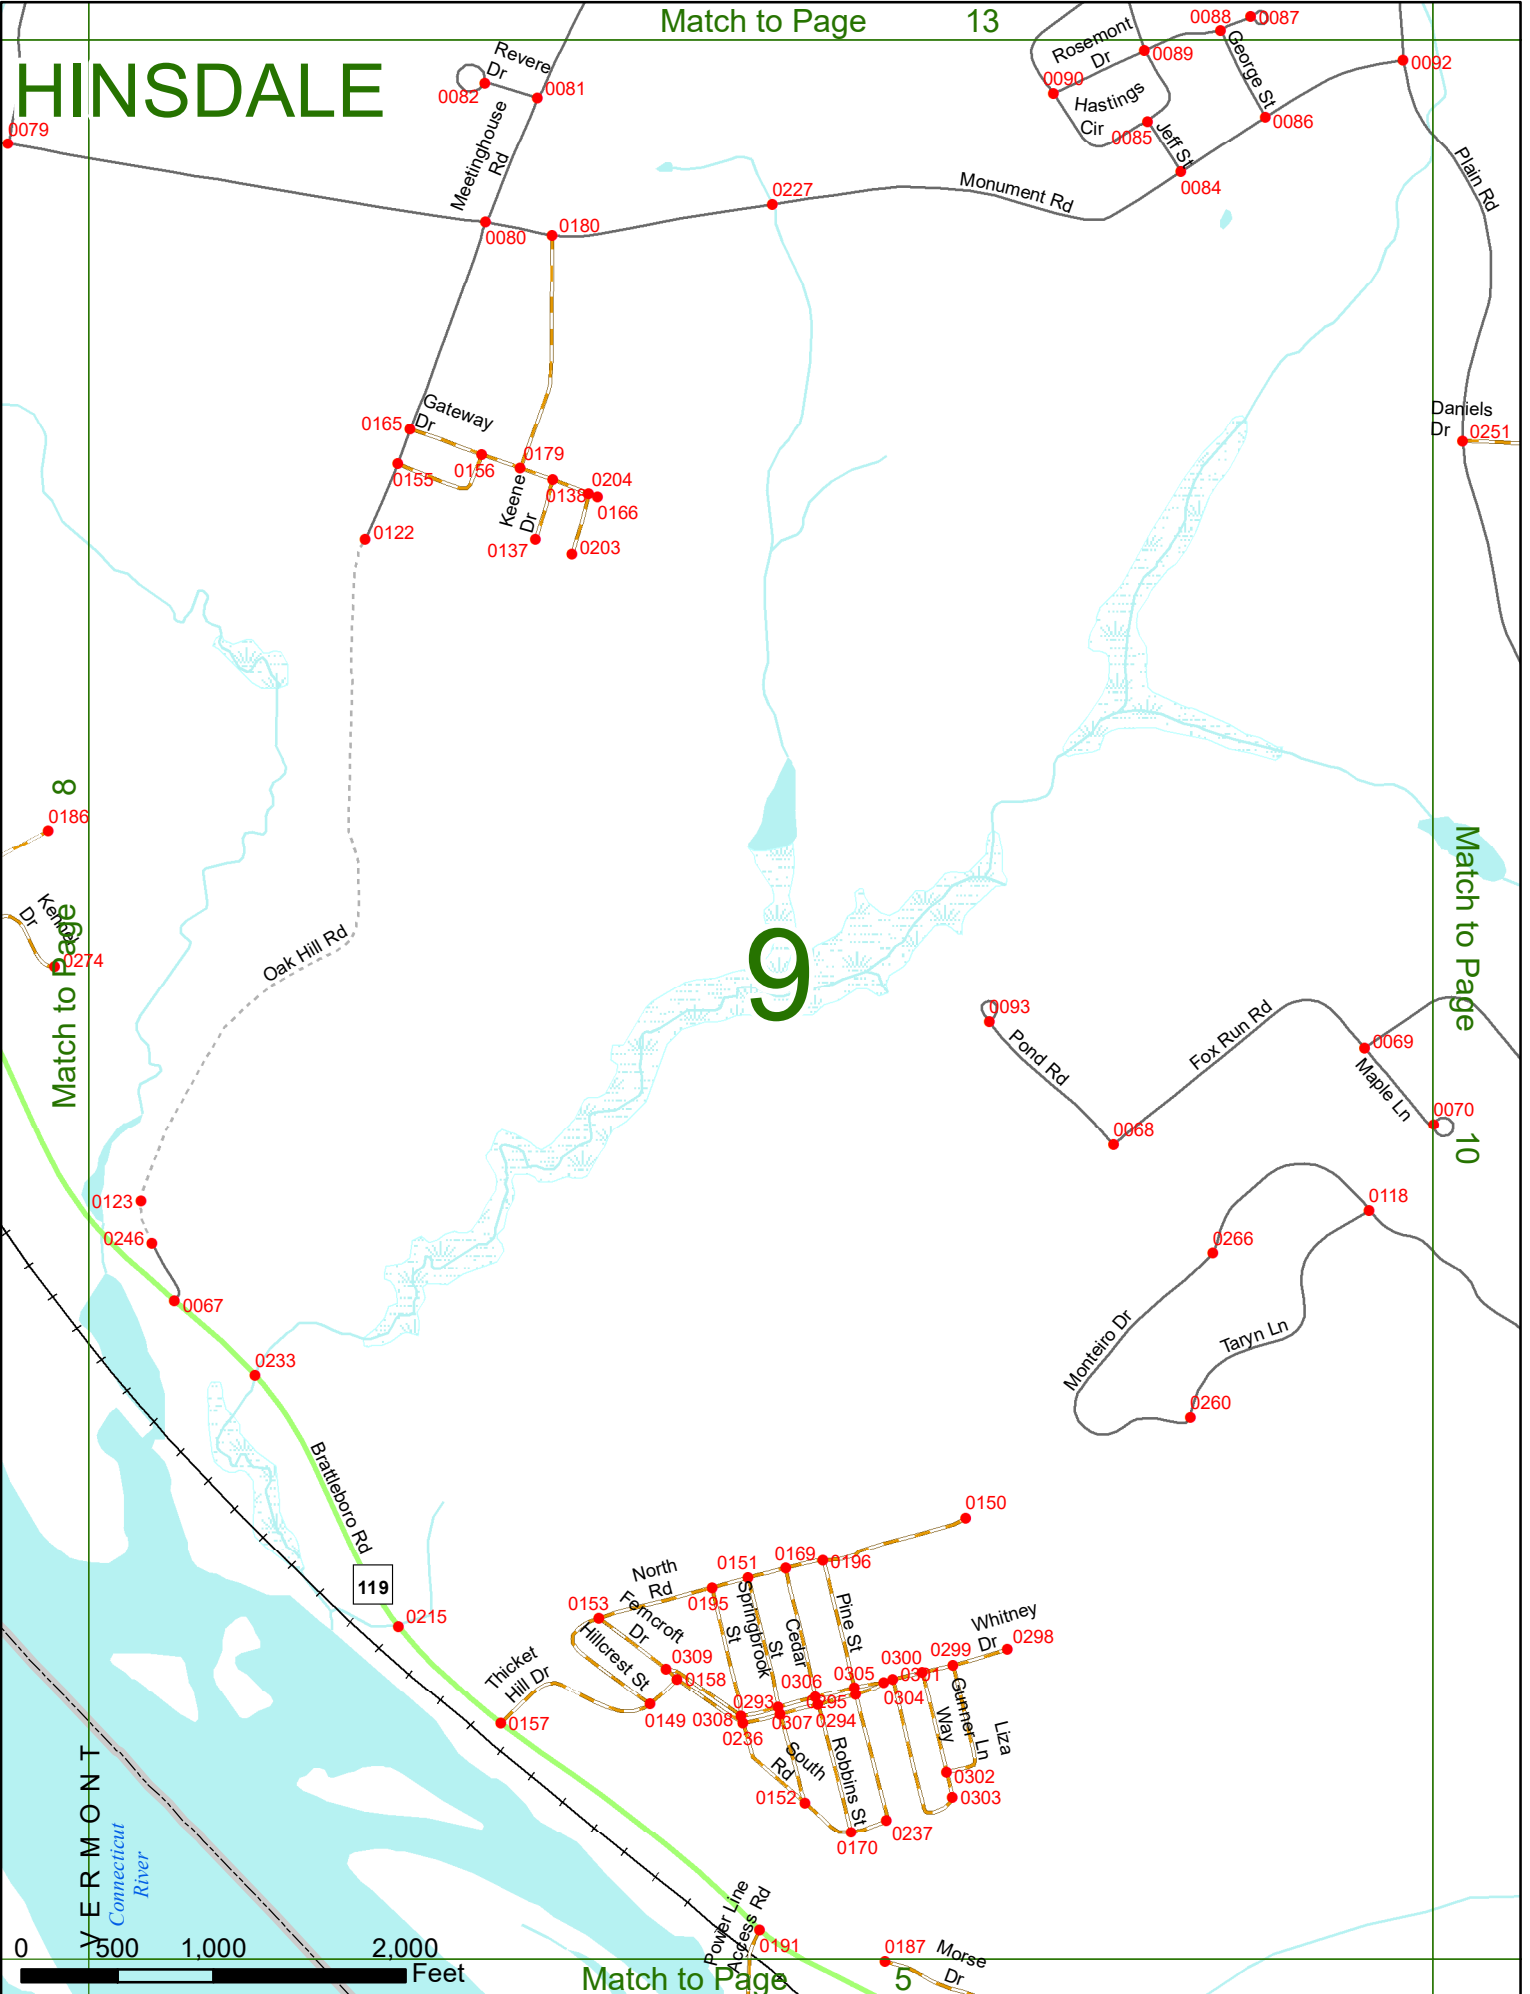 Match to Page 13
HINSDALE
0088
0087
Rosemont
Dr
0089
George St
0092
Revere
Dr
0082
0081
0090
Hastings
Cir
0085
Jeff St
0086
0079
Meetinghouse
Rd
0084
Plain Rd
Monument Rd
0227
0080
0180
Gateway
Dr
0165
Daniels
Dr
0251
0155
0156
0179
Keene
Dr
0138
0204
0166
0122
0137
0203
8
Match to Page
0186
Dr
0274
Oak Hill Rd
9
Match to Page
10
0093
Pond Rd
Fox Run Rd
0069
Maple Ln
0070
0068
0123
0246
0067
0118
0266
Monteiro Dr
Taryn Ln
0260
0233
Brattleboro Rd
119
0215
0150
North
Rd
0151
0169
0196
0153
0195
Ferncroft
Dr
Hillcrest St
Springbrook
St
St
Cedar
Pine St
Whitney
Dr
0298
0309
0158
0299
0300
0301
0306
0305
0304
Thicket
Hill Dr
0157
0149
0308
0293
0295
0236
0307
0294
Gunner Ln
Way
Liza
South
Rd
Robbins St
0302
0303
0152
0237
0170
VERMONT
Connecticut
River
Power Line
Access Rd
0191
0187
Morse
Dr
0 500 1,000 2,000
Feet
Match to Page 5